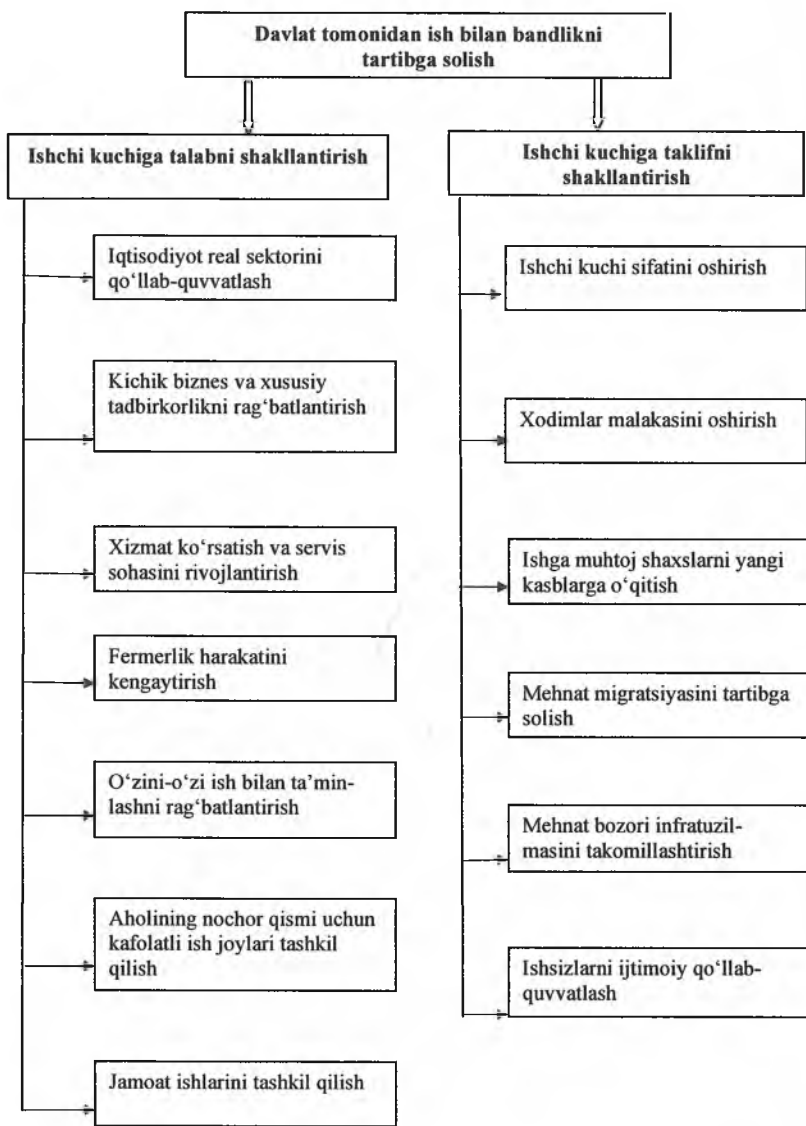 Davlat tomonidan ish bilan bandlikni
tartibga solish
Ishchi kuchiga talabni shakllantirish
Iqtisodiyot real sektorini
qo‘llab-quvvatlash
Kichik biznes va xususiy
tadbirkorlikni rag‘batlantirish
Xizmat ko‘rsatish va servis
sohasini rivojlantirish
Fermerlik harakatini
kengaytirish
O‘zini-o‘zi ish bilan ta’min-
lashni rag‘batlantirish
Aholining nochor qismi uchun
kafolatli ish joylari tashkil
qilish
Jamoat ishlarini tashkil qilish
Ishchi kuchiga taklifni
shakllantirish
Ishchi kuchi sifatini oshirish
Xodimlar malakasini oshirish
Ishga muhtoj shaxslarni yangi
kasblarga o‘qitish
Mehnat migratsiyasini tartibga
solish
Mehnat bozori infratuzil-
masini takomillashtirish
Ishsizlarni ijtimoiy qo‘llab-
quvvatlash